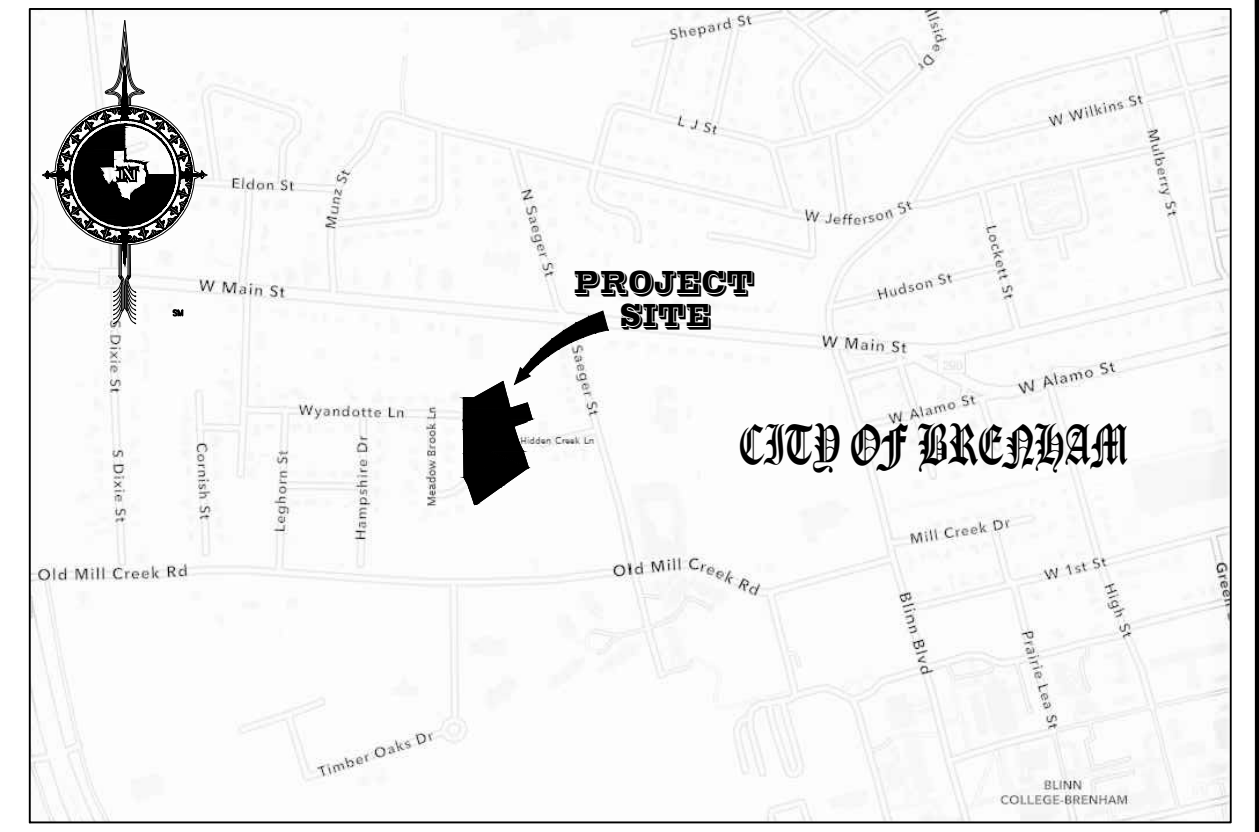 Shepard St
llside Dr
W Wilkins St
L J St
Mulberry St
N
Eldon St
Munz St
N Saeger St
W Jefferson St
Lockett St
W Main St
PROJECT
SITE
Hudson St
SM
S Dixie St
Saeger St
W Main St
290
W Alamo St
Wyandotte Ln
Meadow Brook Ln
W Alamo St
Hidden Creek Ln
CITY OF BRENHAM
S Dixie St
Cornish St
Leghorn St
Hampshire Dr
Mill Creek Dr
Old Mill Creek Rd
Old Mill Creek Rd
W 1st St
Green
High St
Blinn Blvd
Prairie Lea St
Timber Oaks Dr
BLINN
COLLEGE-BRENHAM